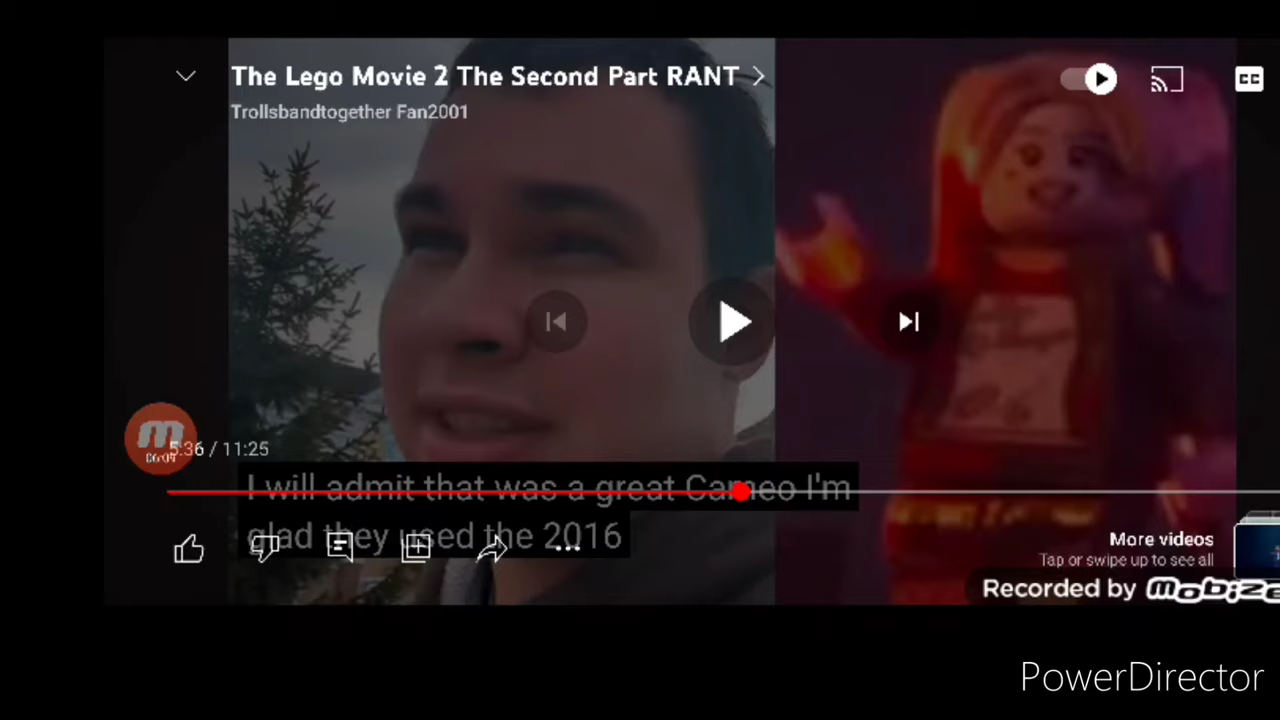 The Lego Movie 2 The Second Part RANT
Trollsbandtogether Fan2001
CC
5:36 / 11:25
I will admit that was a great Cameo I'm
glad they used the 2016
More videos
Tap or swipe up to see all
Recorded by
PowerDirector